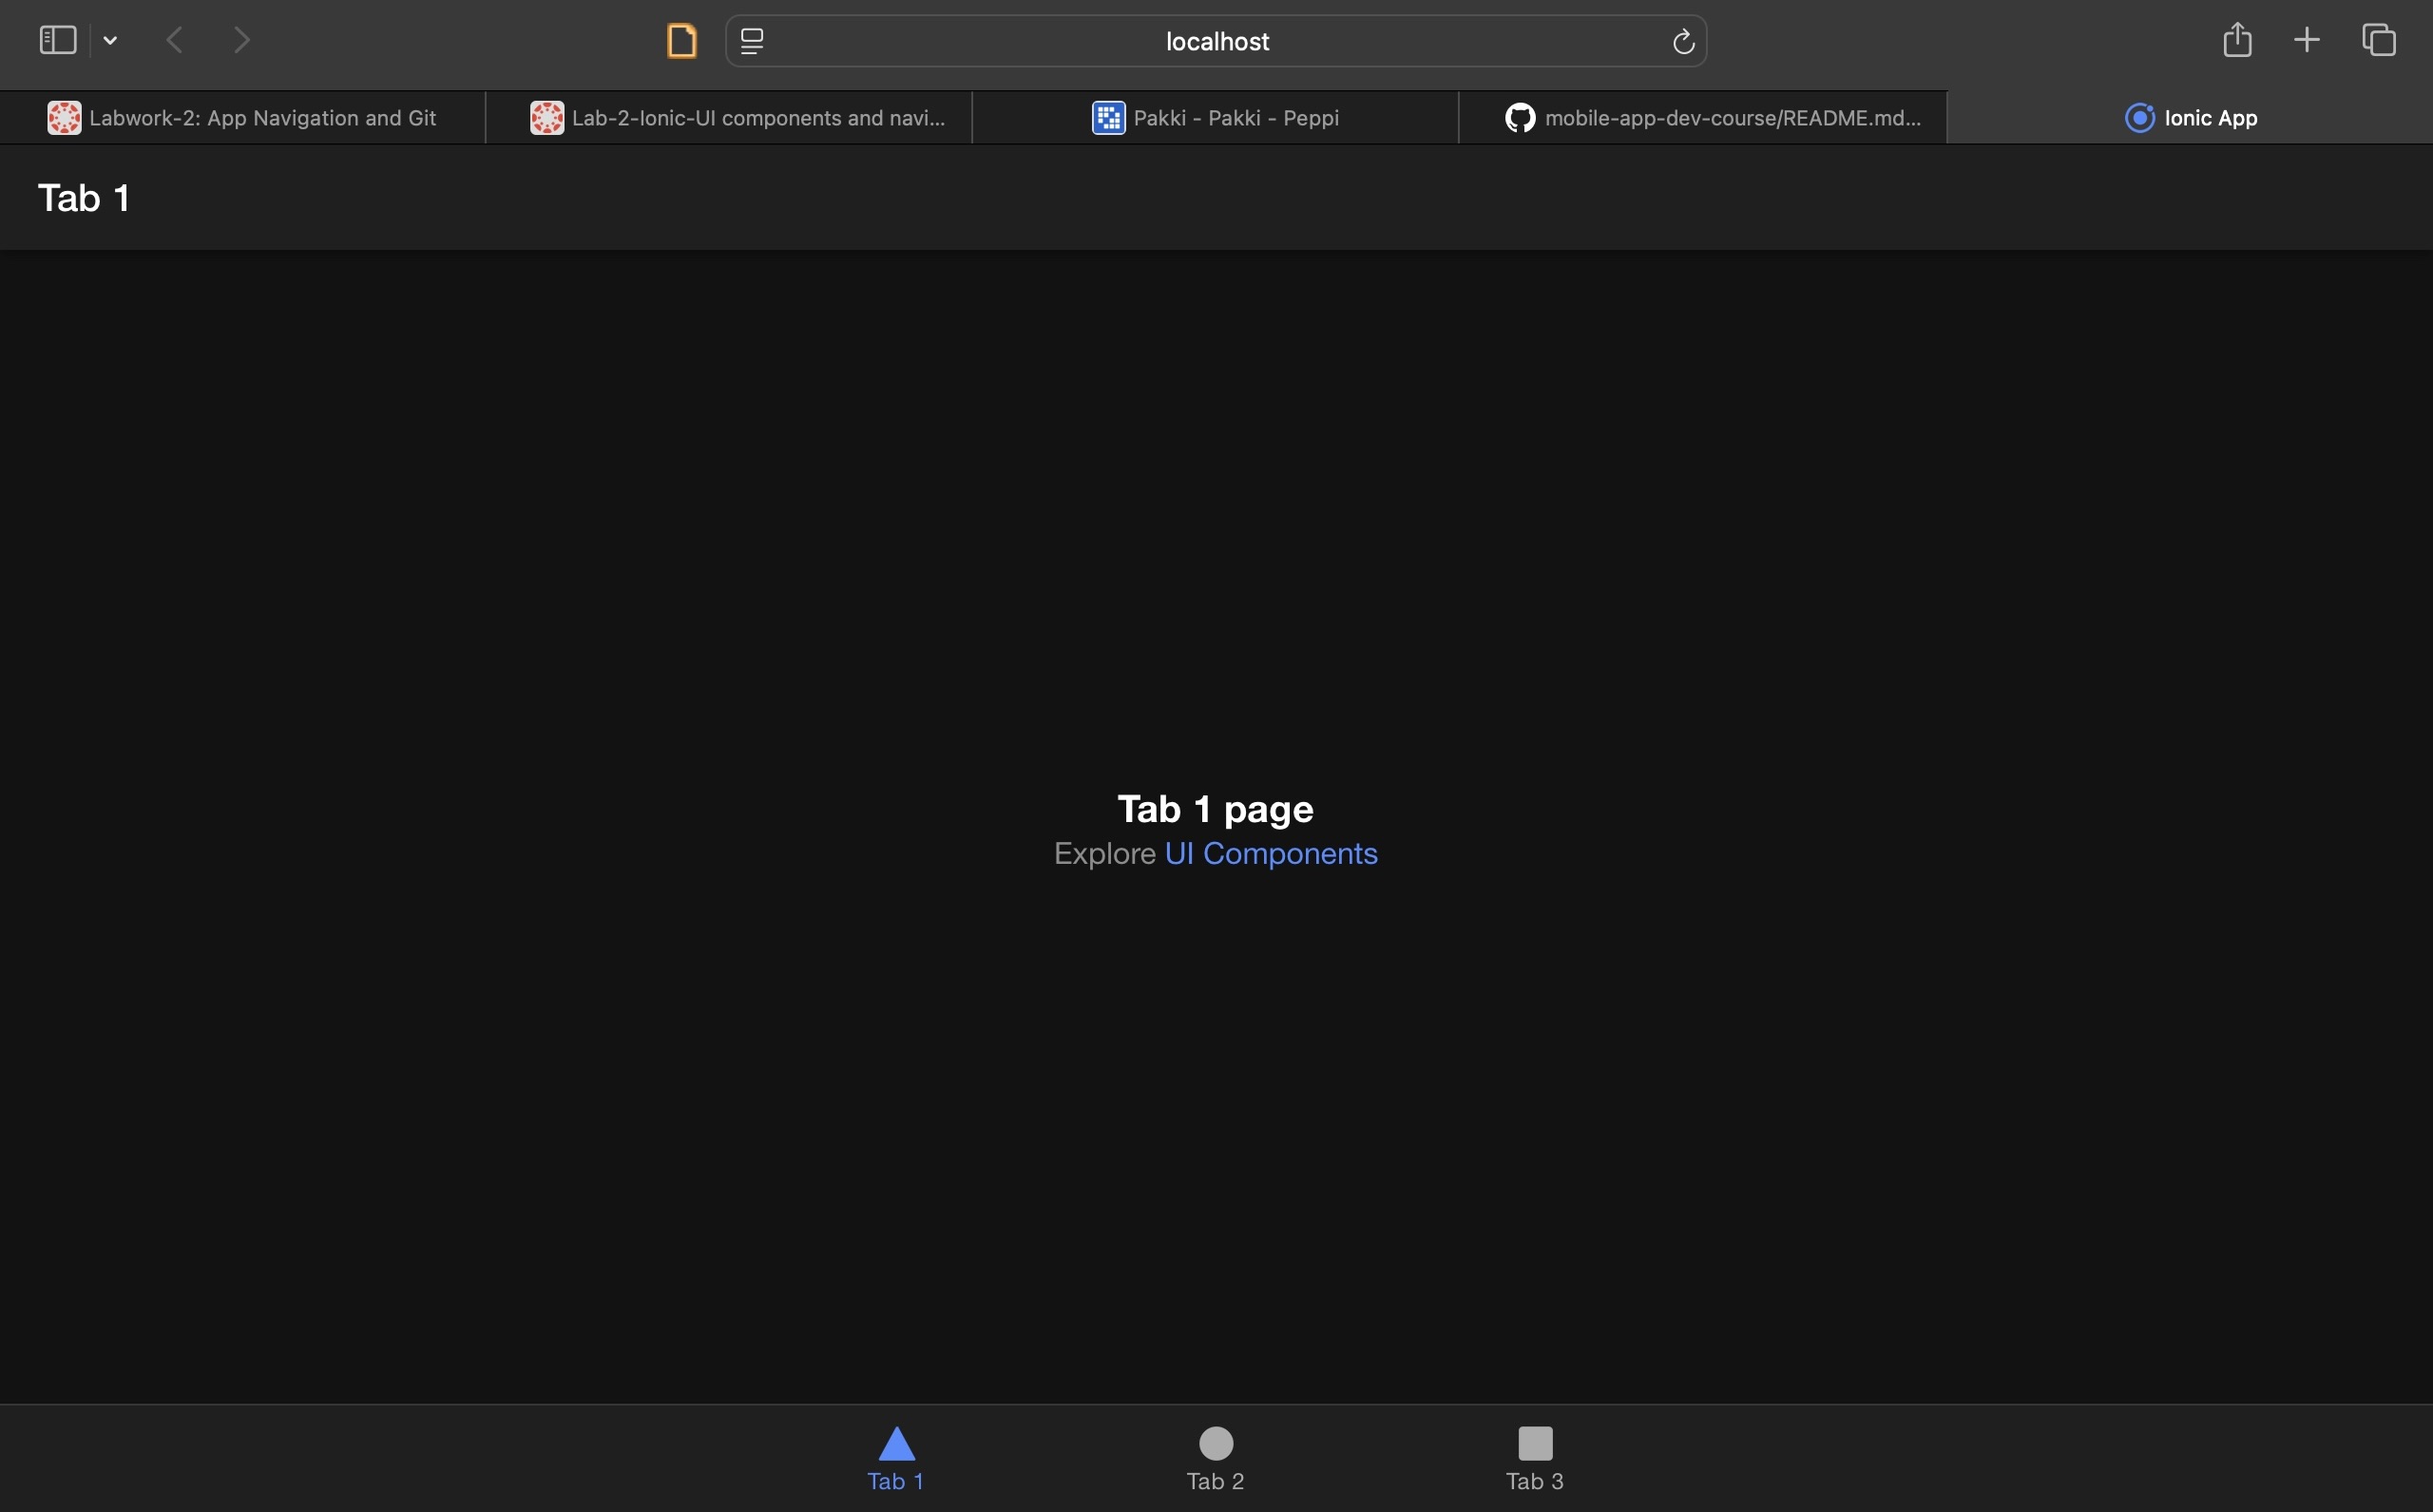 localhost
Labwork-2: App Navigation and Git
Lab-2-Ionic-UI components and navi...
Pakki - Pakki - Peppi
mobile-app-dev-course/README.md...
Ionic App
Tab 1
Tab 1 page
Explore UI Components
Tab 1
Tab 2
Tab 3